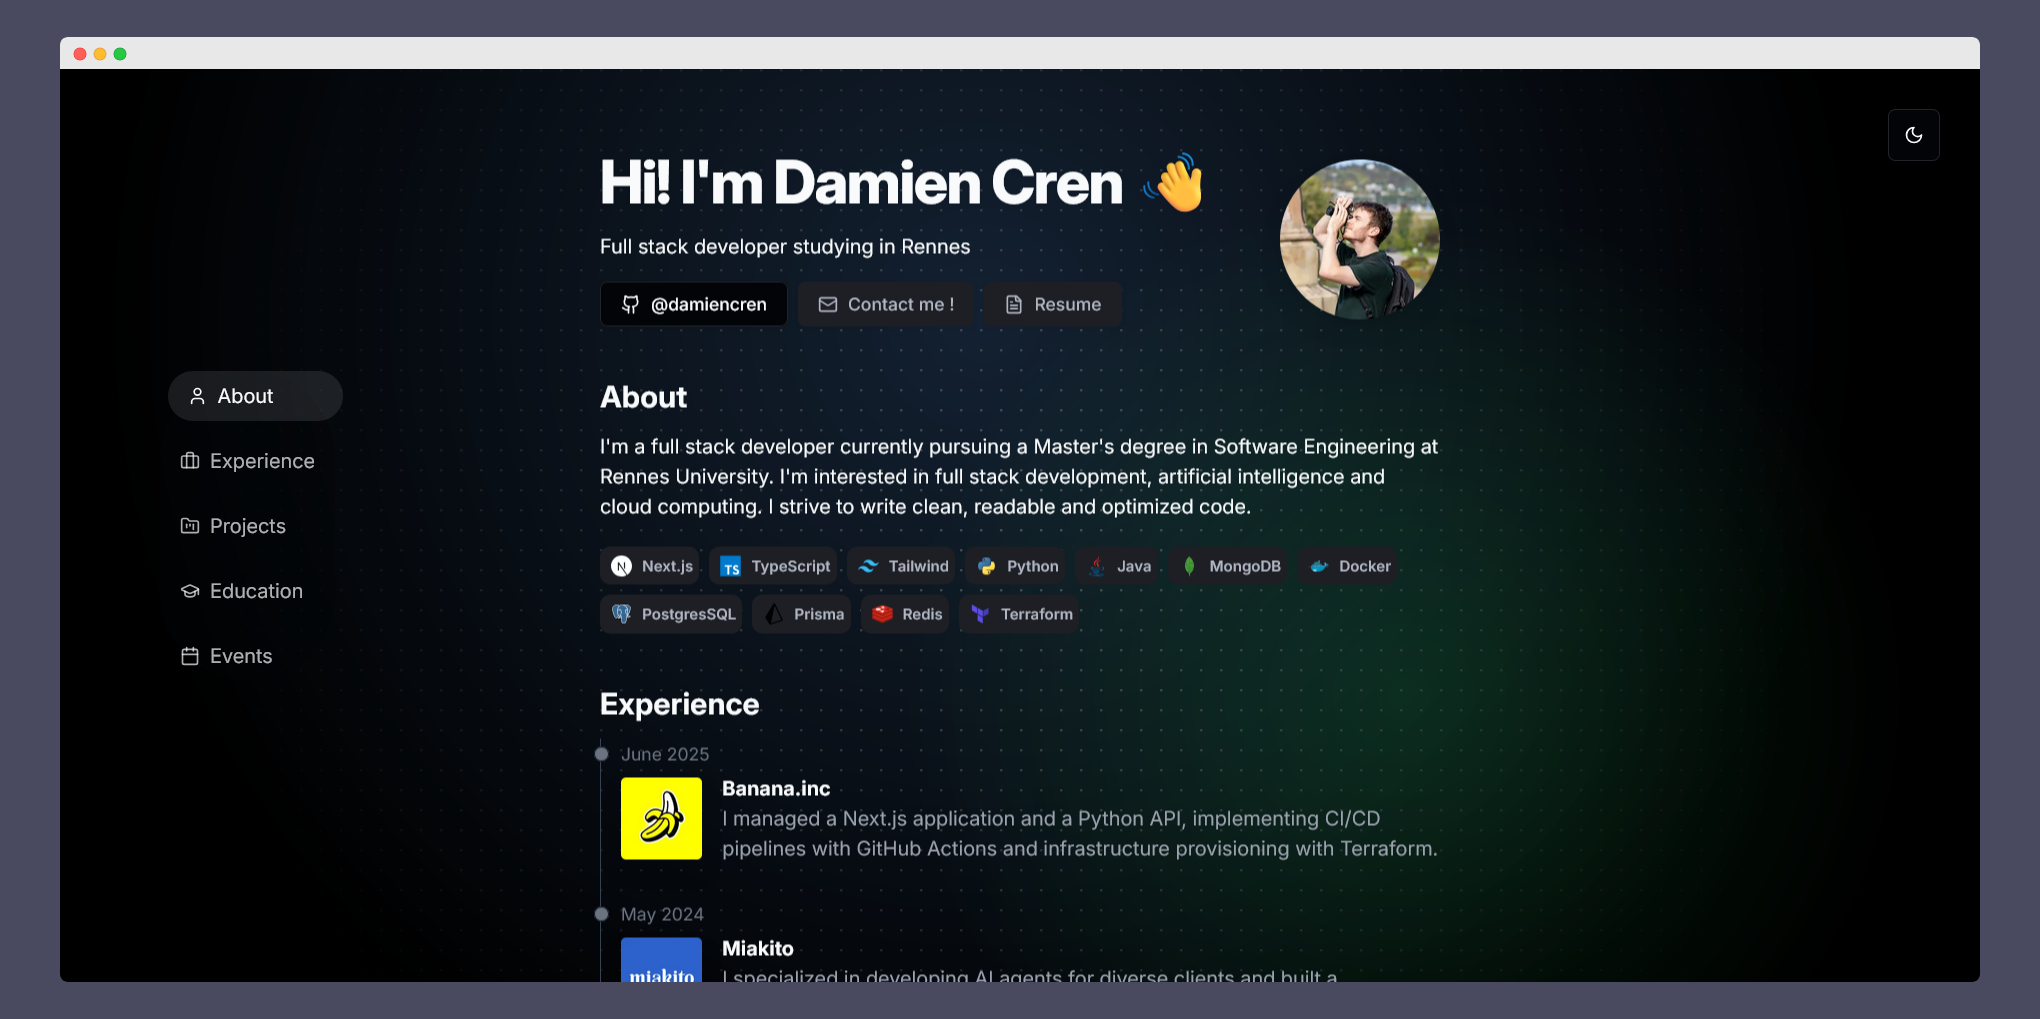 Hi! I'm Damien Cren
Full stack developer studying in Rennes
@damiencren
Contact me !
Resume
About
Experience
Projects
Education
Events
About
I'm a full stack developer currently pursuing a Master's degree in Software Engineering at
Rennes University. I'm interested in full stack development, artificial intelligence and
cloud computing. I strive to write clean, readable and optimized code.
N Next.js
TS TypeScript
Tailwind
Python
Java
MongoDB
Docker
PostgresSQL
Prisma
Redis
Terraform
Experience
June 2025
Banana.inc
I managed a Next.js application and a Python API, implementing CI/CD
pipelines with GitHub Actions and infrastructure provisioning with Terraform.
May 2024
miakito
Miakito
I specialized in developing AI agents for diverse clients and built a